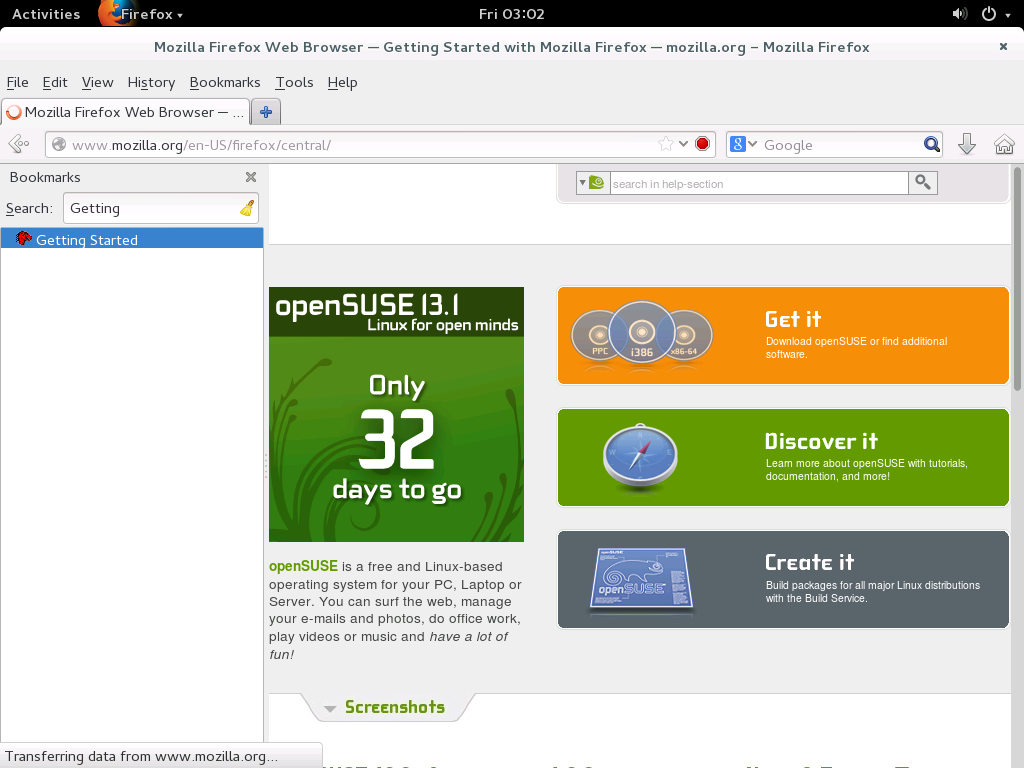 Activities Firefox Fri 03:02
Mozilla Firefox Web Browser — Getting Started with Mozilla Firefox — mozilla.org – Mozilla Firefox
File Edit View History Bookmarks Tools Help
Mozilla Firefox Web Browser — ...
www.mozilla.org/en-US/firefox/central/
8 Google
Bookmarks
Search: Getting
Getting Started
search in help-section
openSUSE 13.1
Linux for open minds
Only
32
days to go
openSUSE is a free and Linux-based
operating system for your PC, Laptop or
Server. You can surf the web, manage
your e-mails and photos, do office work,
play videos or music and have a lot of
fun!
PPC i386 x86-64
Get it
Download openSUSE or find additional
software.
W E
Discover it
Learn more about openSUSE with tutorials,
documentation, and more!
openSUSE
Create it
Build packages for all major Linux distributions
with the Build Service.
Screenshots
Transferring data from www.mozilla.org...